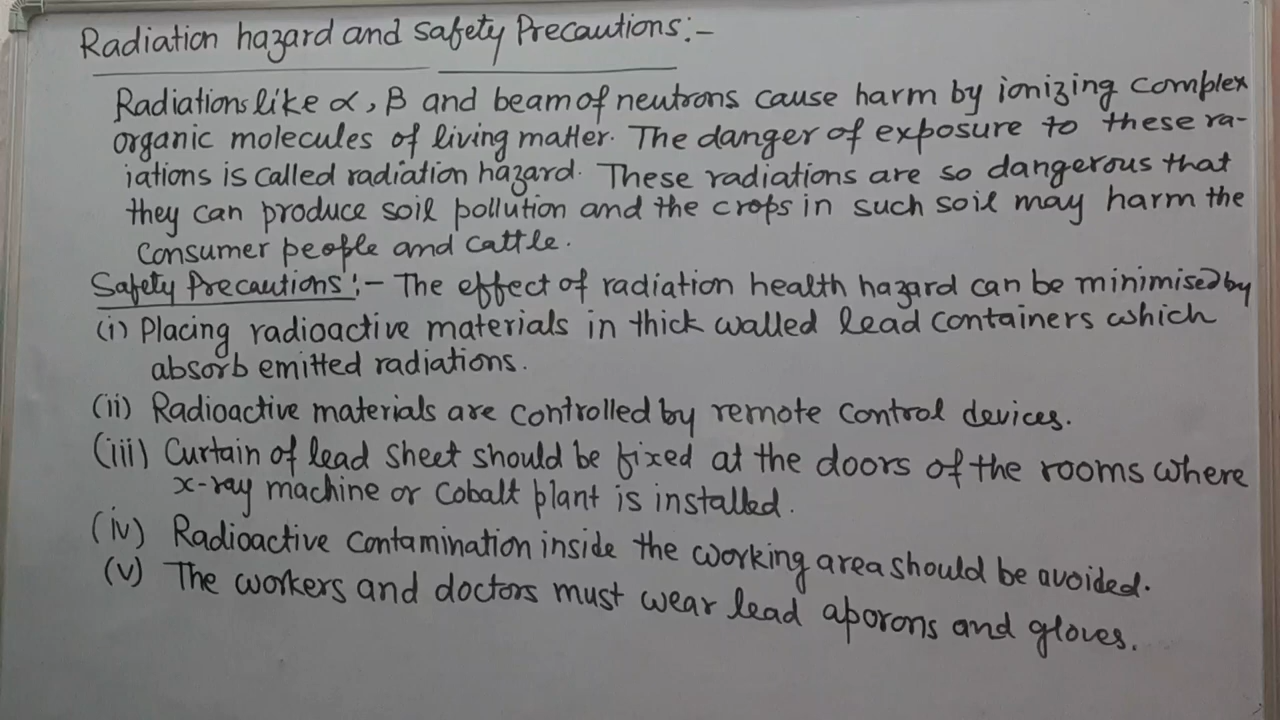 Radiation hazard and safety Precautions:-
Radiations like α, β and beam of neutrons cause harm by ionizing complex
organic molecules of living matter. The danger of exposure to these ra-
iations is called radiation hazard. These radiations are so dangerous that
they can produce soil pollution and the crops in such soil may harm the
consumer people and cattle.
Safety Precautions:- The effect of radiation health hazard can be minimised by
(i) Placing radioactive materials in thick walled lead containers which
absorb emitted radiations.
(ii) Radioactive materials are controlled by remote control devices.
(iii) Curtain of lead sheet should be fixed at the doors of the rooms where
x-ray machine or cobalt plant is installed.
(iv) Radioactive contamination inside the working area should be avoided.
(v) The workers and doctors must wear lead aporons and gloves.